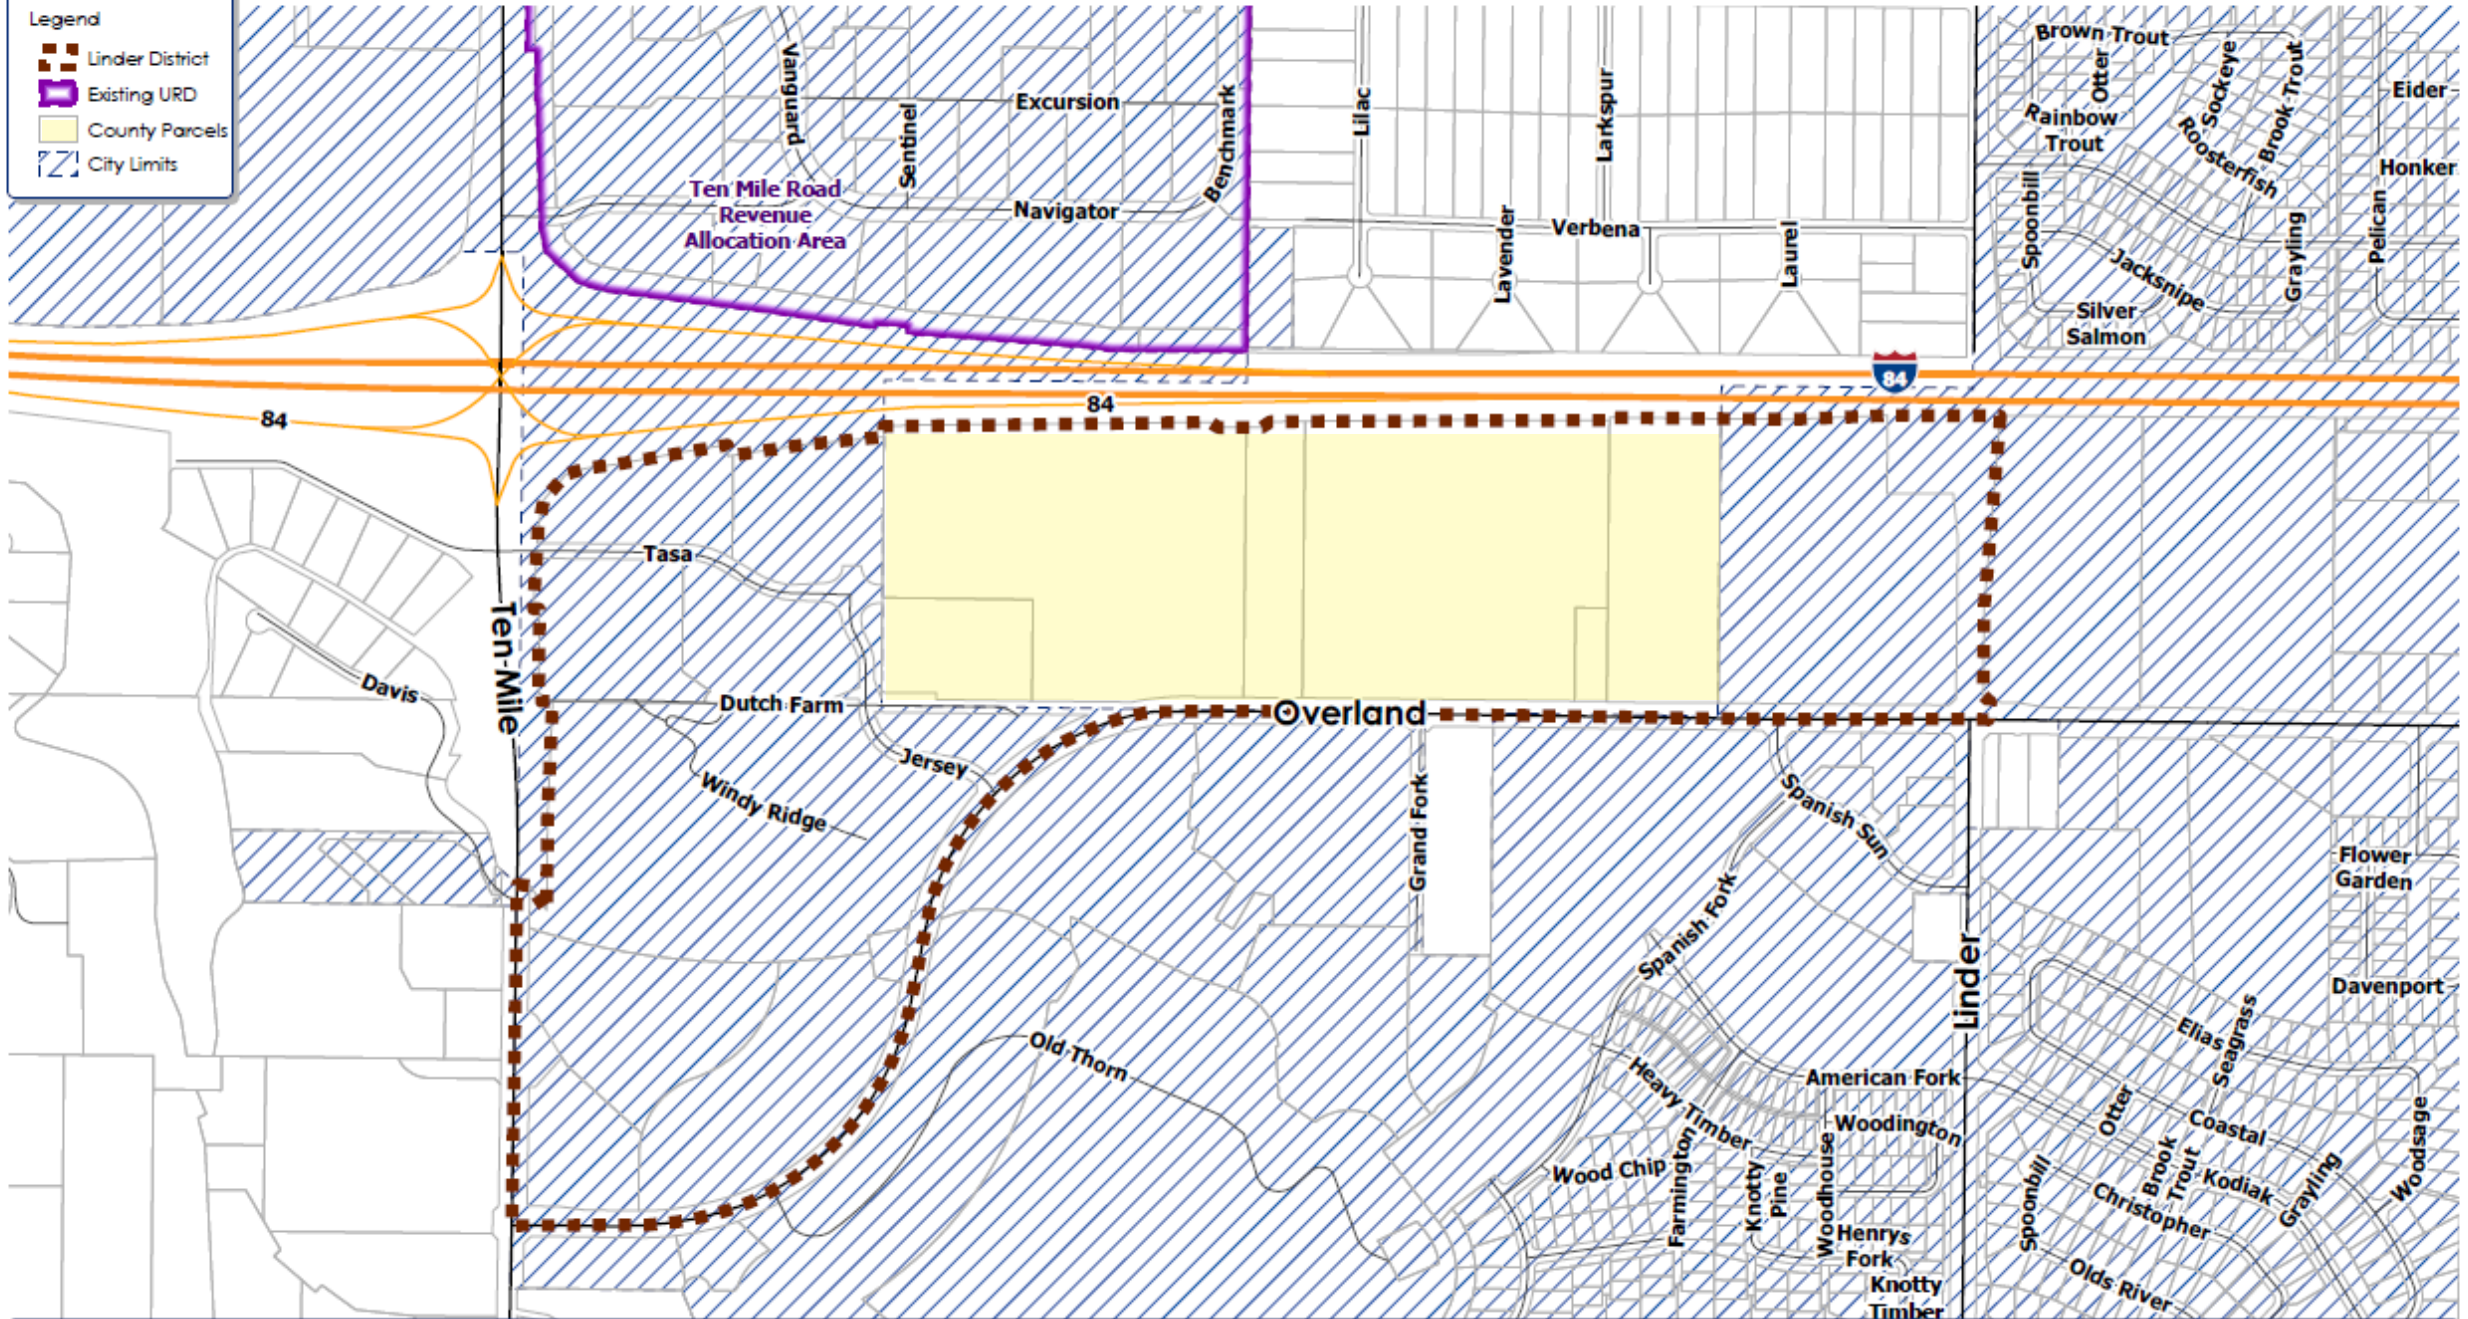 Legend
Linder District
Existing URD
County Parcels
City Limits
Vanguard
Sentinel
Excursion
Benchmark
Navigator
Ten Mile Road
Revenue
Allocation Area
Lilac
Larkspur
Lavender
Verbena
Laurel
Brown Trout
Otter
Sockeye
Brook Trout
Eider
Rainbow
Trout
Roosterfish
Honker
Spoonbill
Pelican
Grayling
Jacksnipe
Silver
Salmon
84
84
84
Tasa
Ten Mile
Davis
Dutch Farm
Overland
Jersey
Windy Ridge
Grand Fork
Spanish Sun
Spanish Fork
Linder
Flower
Garden
Davenport
Old Thorn
Elias
Seagrass
Heavy Timber
American Fork
Woodington
Otter
Coastal
Woodsage
Wood Chip
Farmington
Knotty
Pine
Woodhouse
Brook
Trout
Kodiak
Grayling
Christopher
Spoonbill
Henrys
Fork
Olds River
Knotty
Timber